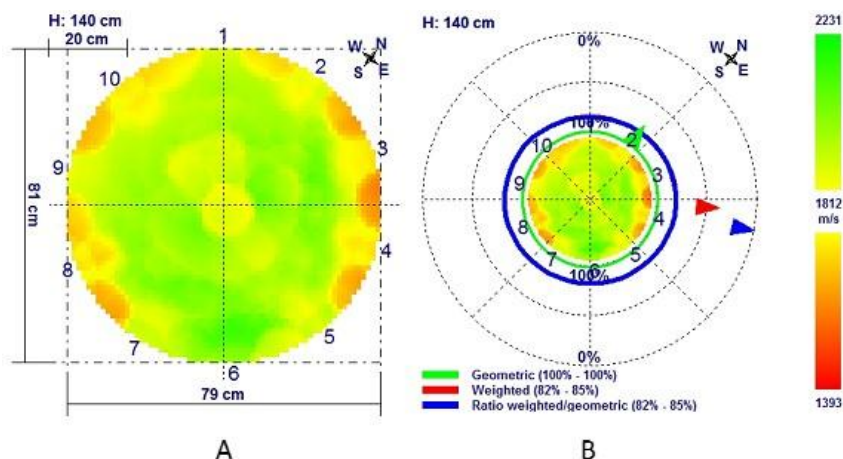 H: 140 cm
20 cm
W N
S E
1
2
3
4
5
6
7
8
9
10
81 cm
79 cm
A
H: 140 cm
W N
S E
0%
100%
1
2
3
4
5
6
7
8
9
10
100%
0%
Geometric (100% - 100%)
Weighted (82% - 85%)
Ratio weighted/geometric (82% - 85%)
B
2231
1812
m/s
1393